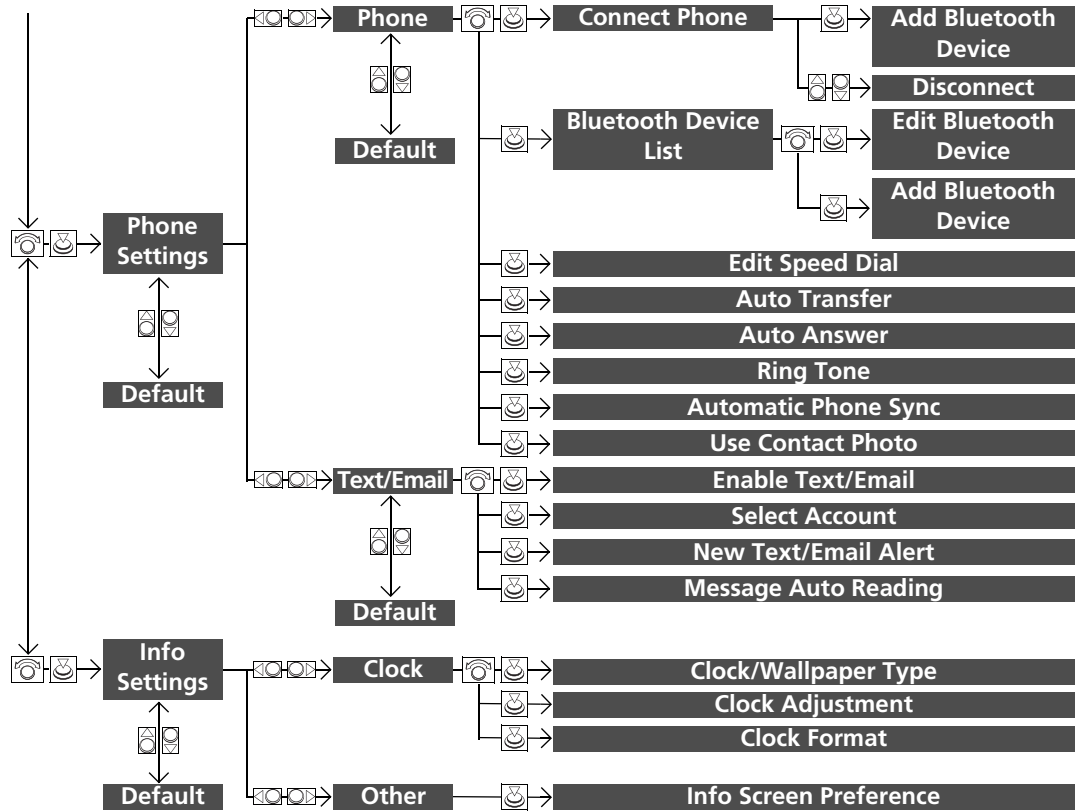 Phone
Connect Phone
Add Bluetooth
Device
Disconnect
Default
Bluetooth Device
List
Edit Bluetooth
Device
Add Bluetooth
Device
Phone
Settings
Default
Edit Speed Dial
Auto Transfer
Auto Answer
Ring Tone
Automatic Phone Sync
Use Contact Photo
Text/Email
Enable Text/Email
Select Account
New Text/Email Alert
Message Auto Reading
Default
Info
Settings
Default
Clock
Clock/Wallpaper Type
Clock Adjustment
Clock Format
Other
Info Screen Preference